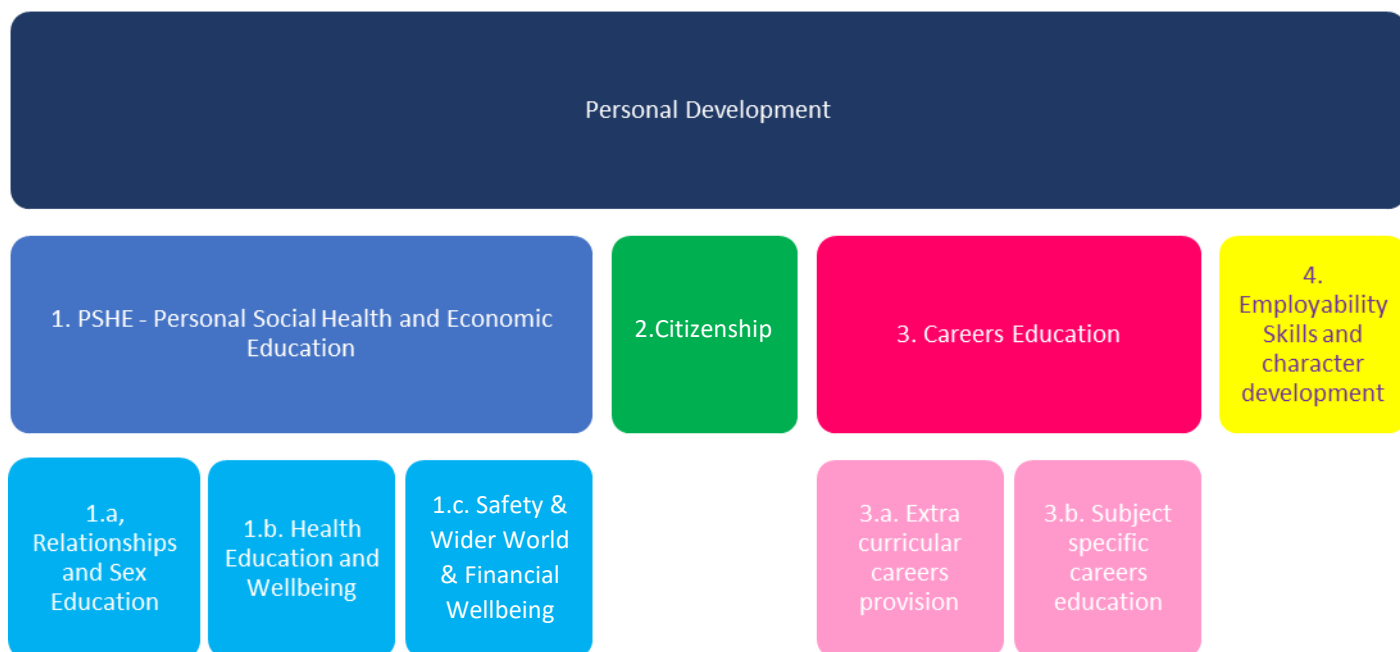 Personal Development
1. PSHE - Personal Social Health and Economic
Education
2.Citizenship
3. Careers Education
4.
Employability
Skills and
character
development
1.a,
Relationships
and Sex
Education
1.b. Health
Education and
Wellbeing
1.c. Safety &
Wider World
& Financial
Wellbeing
3.a. Extra
curricular
careers
provision
3.b. Subject
specific
careers
education